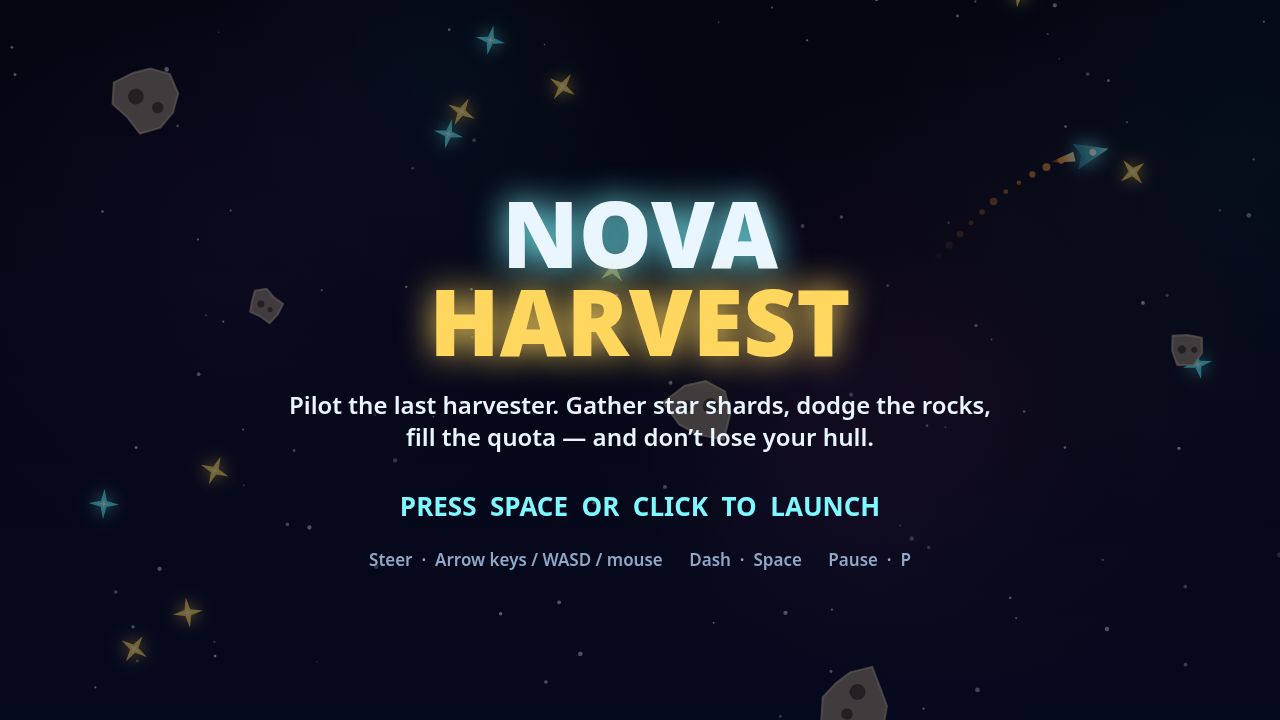 NOVA
HARVEST
Pilot the last harvester. Gather star shards, dodge the rocks,
fill the quota — and don’t lose your hull.
PRESS SPACE OR CLICK TO LAUNCH
Steer · Arrow keys / WASD / mouse Dash · Space Pause · P